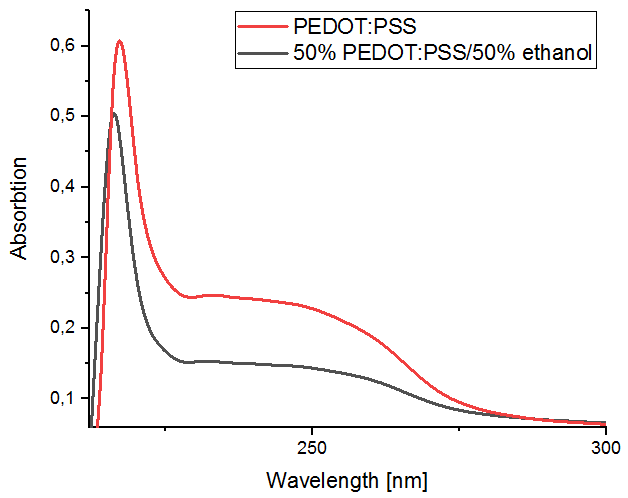 PEDOT:PSS
50% PEDOT:PSS/50% ethanol
0,6
0,5
0,4
0,3
0,2
0,1
Absorbtion
250
300
Wavelength [nm]